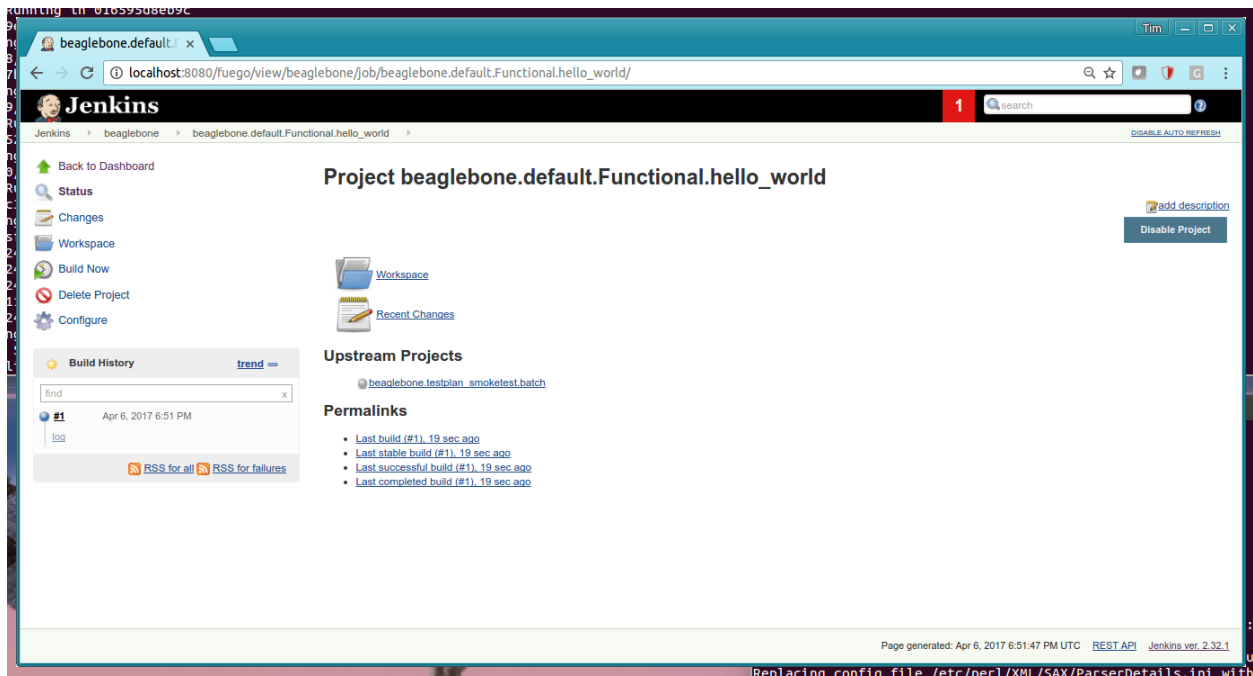 Running in 016595d8eb9c
Tim
beaglebone.default.F
localhost:8080/fuego/view/beaglebone/job/beaglebone.default.Functional.hello_world/
Jenkins
1
search
Jenkins beaglebone beaglebone.default.Functional.hello_world
DISABLE AUTO REFRESH
Back to Dashboard
Status
Changes
Workspace
Build Now
Delete Project
Configure
Build History trend
find x
#1 Apr 6, 2017 6:51 PM
log
RSS for all RSS for failures
Project beaglebone.default.Functional.hello_world
add description
Disable Project
Workspace
Recent Changes
Upstream Projects
beaglebone.testplan_smoketest.batch
Permalinks
Last build (#1), 19 sec ago
Last stable build (#1), 19 sec ago
Last successful build (#1), 19 sec ago
Last completed build (#1), 19 sec ago
Page generated: Apr 6, 2017 6:51:47 PM UTC REST API Jenkins ver. 2.32.1
Replacing config file /etc/perl/XML/SAX/ParserDetails.ini with